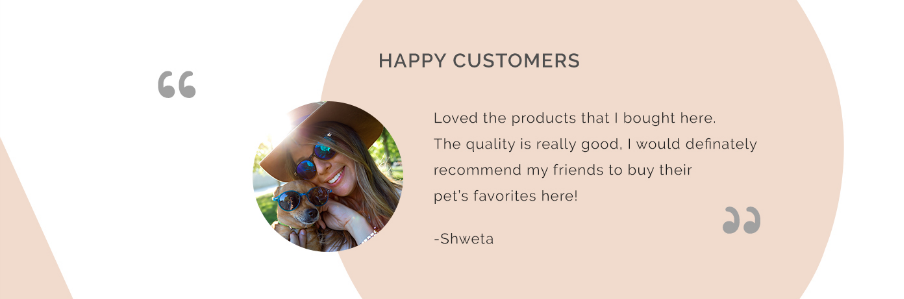 HAPPY CUSTOMERS
“
Loved the products that I bought here.
The quality is really good, I would definately
recommend my friends to buy their
pet's favorites here!
”
-Shweta